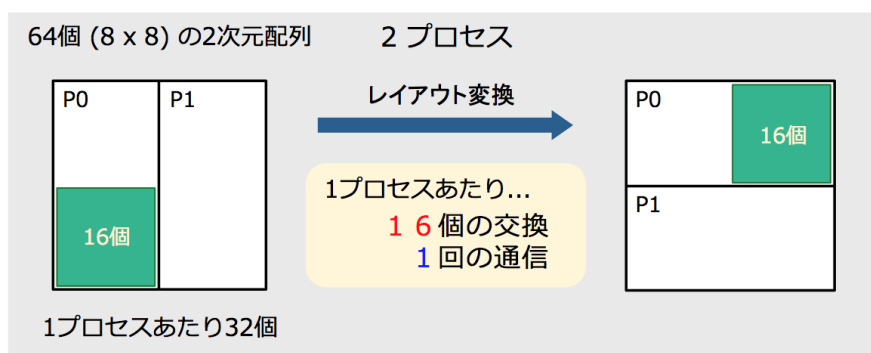 64個 (8 x 8) の2次元配列
2 プロセス
P0
P1
16個
レイアウト変換
1プロセスあたり...
１６個の交換
1回の通信
P0
16個
P1
1プロセスあたり32個